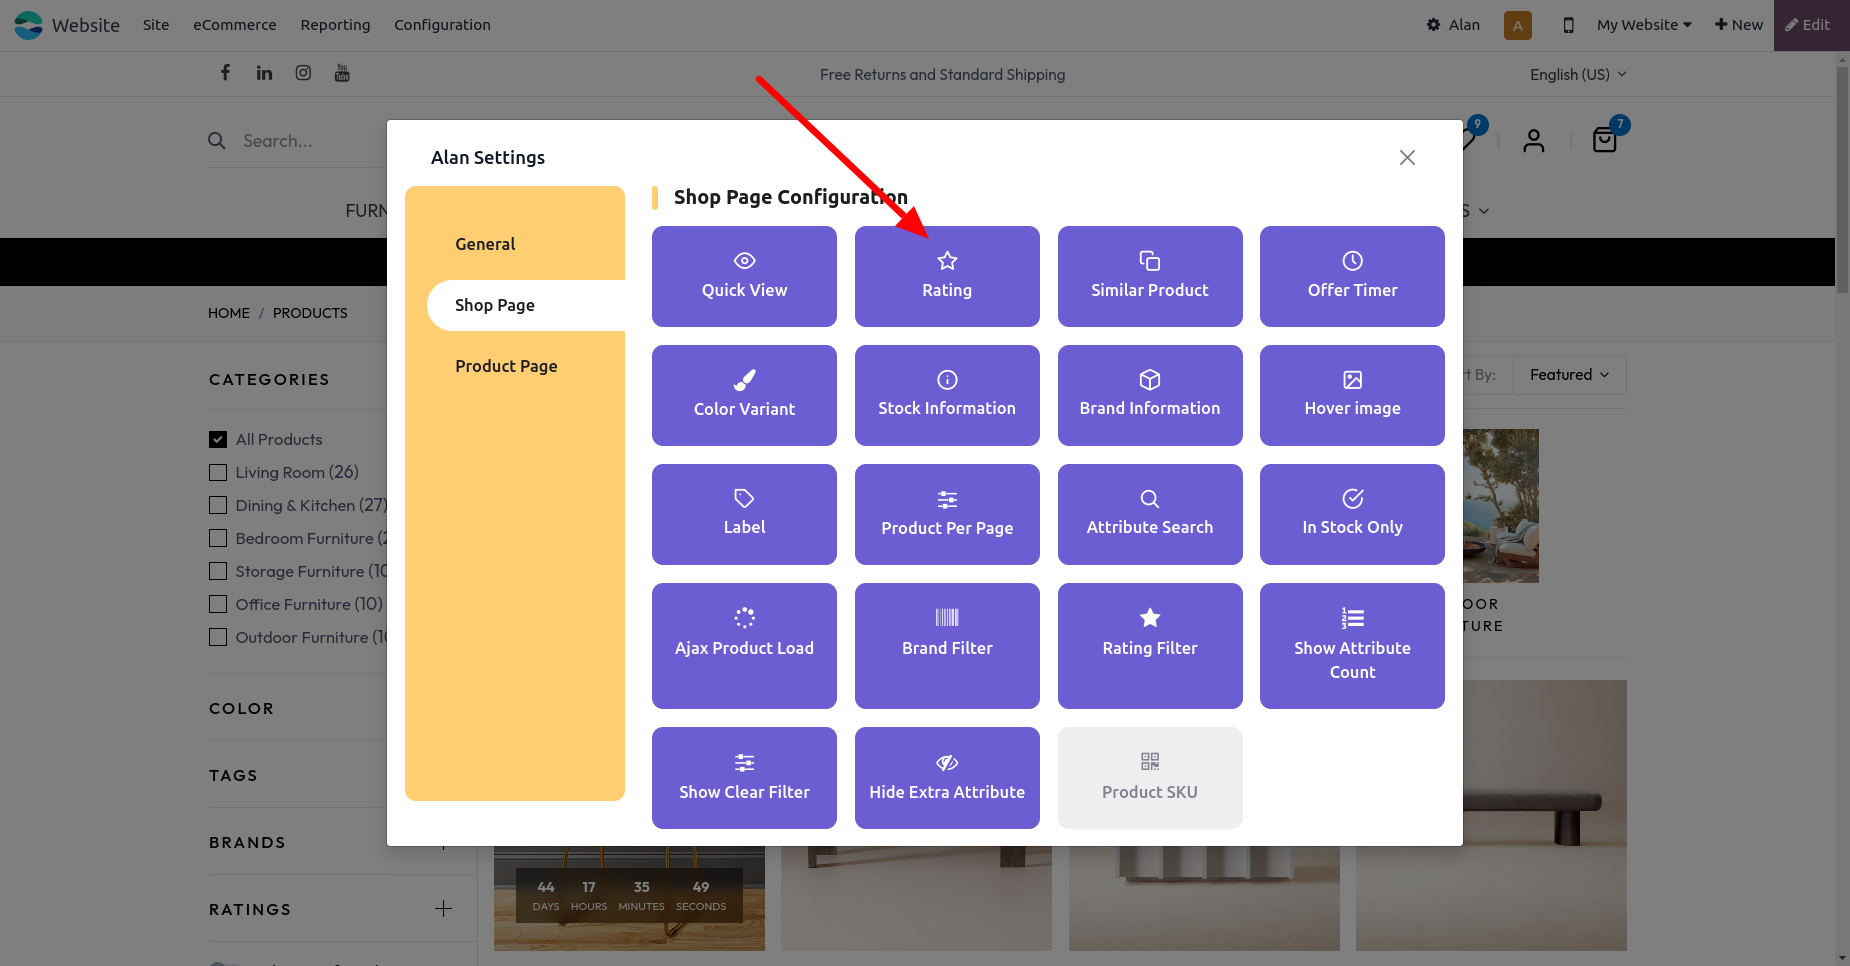 Website Site eCommerce Reporting Configuration Alan A My Website New Edit
Free Returns and Standard Shipping English (US)
Search... 9 7
Alan Settings
FURN S
General
Shop Page
Product Page
Shop Page Configuration
Quick View Rating Similar Product Offer Timer
Color Variant Stock Information Brand Information Hover image
Label Product Per Page Attribute Search In Stock Only
Ajax Product Load Brand Filter Rating Filter Show Attribute
Count
Show Clear Filter Hide Extra Attribute Product SKU
HOME / PRODUCTS
CATEGORIES
All Products
Living Room (26)
Dining & Kitchen (27)
Bedroom Furniture (2
Storage Furniture (10
Office Furniture (10)
Outdoor Furniture (10
COLOR
TAGS
BRANDS
RATINGS
rt By: Featured
OOR
TURE
44 17 35 49
DAYS HOURS MINUTES SECONDS